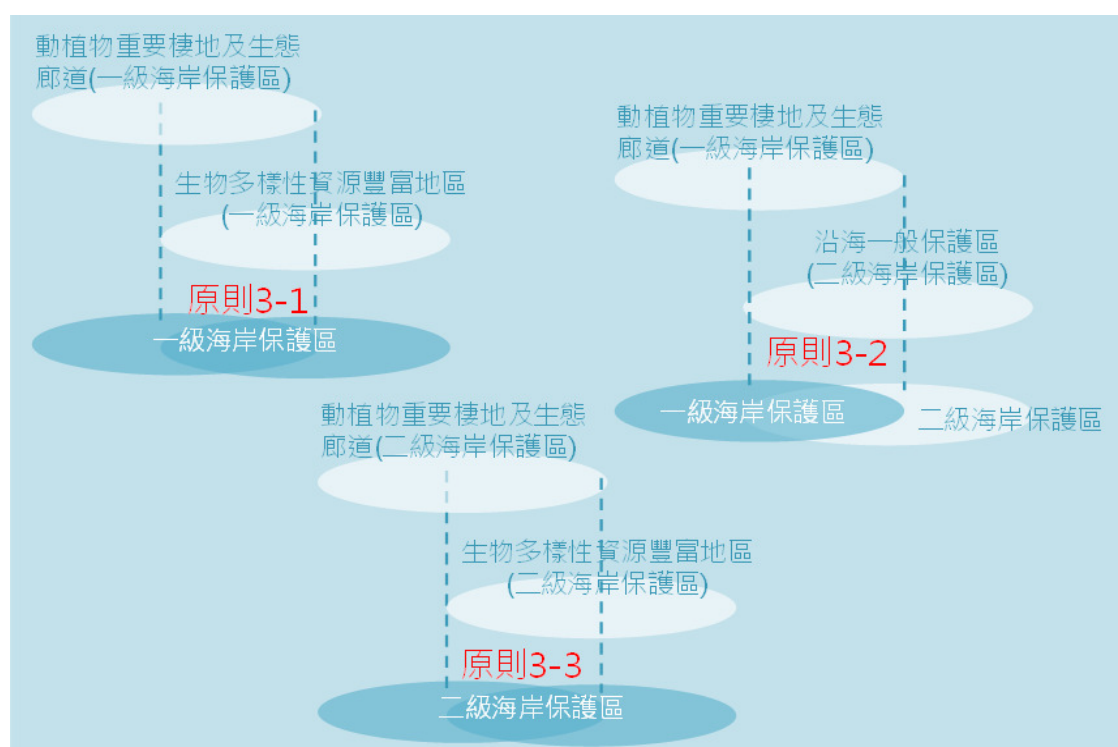 動植物重要棲地及生態
廊道(一級海岸保護區)
生物多樣性資源豐富地區
(一級海岸保護區)
原則3-1
一級海岸保護區
動植物重要棲地及生態
廊道(一級海岸保護區)
沿海一般保護區
(二級海岸保護區)
原則3-2
一級海岸保護區
二級海岸保護區
動植物重要棲地及生態
廊道(二級海岸保護區)
生物多樣性資源豐富地區
(二級海岸保護區)
原則3-3
二級海岸保護區